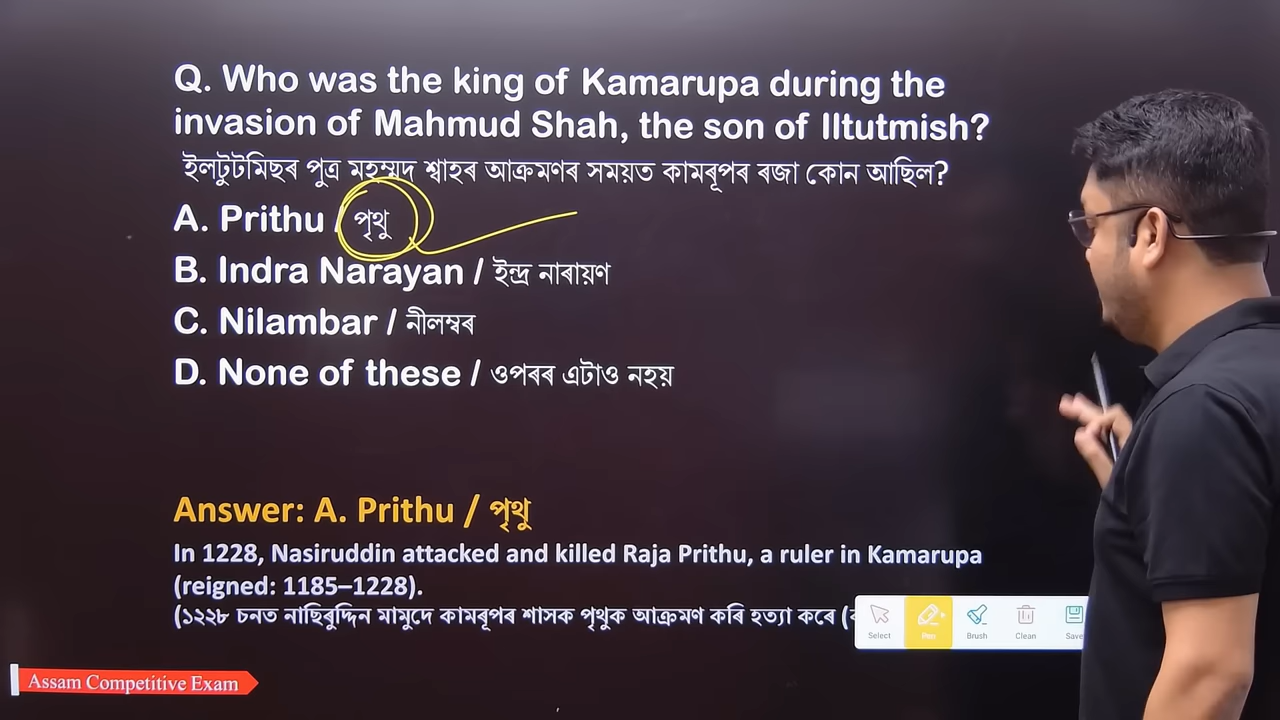 Q. Who was the king of Kamarupa during the
invasion of Mahmud Shah, the son of Iltutmish?
ইলটুটমিছৰ পুত্ৰ মহম্মদ শ্বাহৰ আক্ৰমণৰ সময়ত কামৰূপৰ ৰজা কোন আছিল?
A. Prithu / পৃথু
B. Indra Narayan / ইন্দ্ৰ নাৰায়ণ
C. Nilambar / নীলম্বৰ
D. None of these / ওপৰৰ এটাও নহয়
Answer: A. Prithu / পৃথু
In 1228, Nasiruddin attacked and killed Raja Prithu, a ruler in Kamarupa
(reigned: 1185–1228).
(১২২৮ চনত নাছিৰুদ্দিন মামুদে কামৰূপৰ শাসক পৃথুক আক্ৰমণ কৰি হত্যা কৰে
Select Pen Brush Clean Save
Assam Competitive Exam